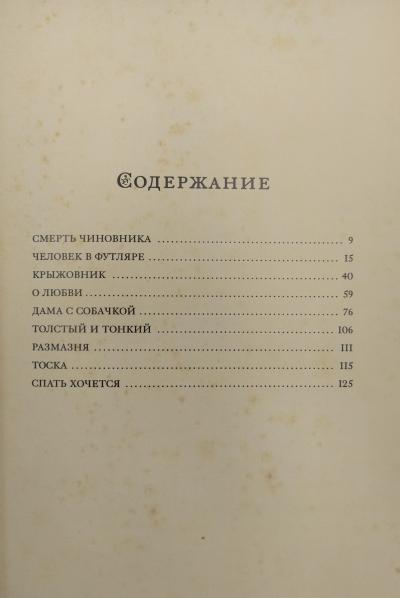 Содержание
Смерть чиновника 9
Человек в футляре 15
Крыжовник 40
О любви 59
Дама с собачкой 76
Толстый и тонкий 106
Размазня 111
Тоска 115
Спать хочется 125